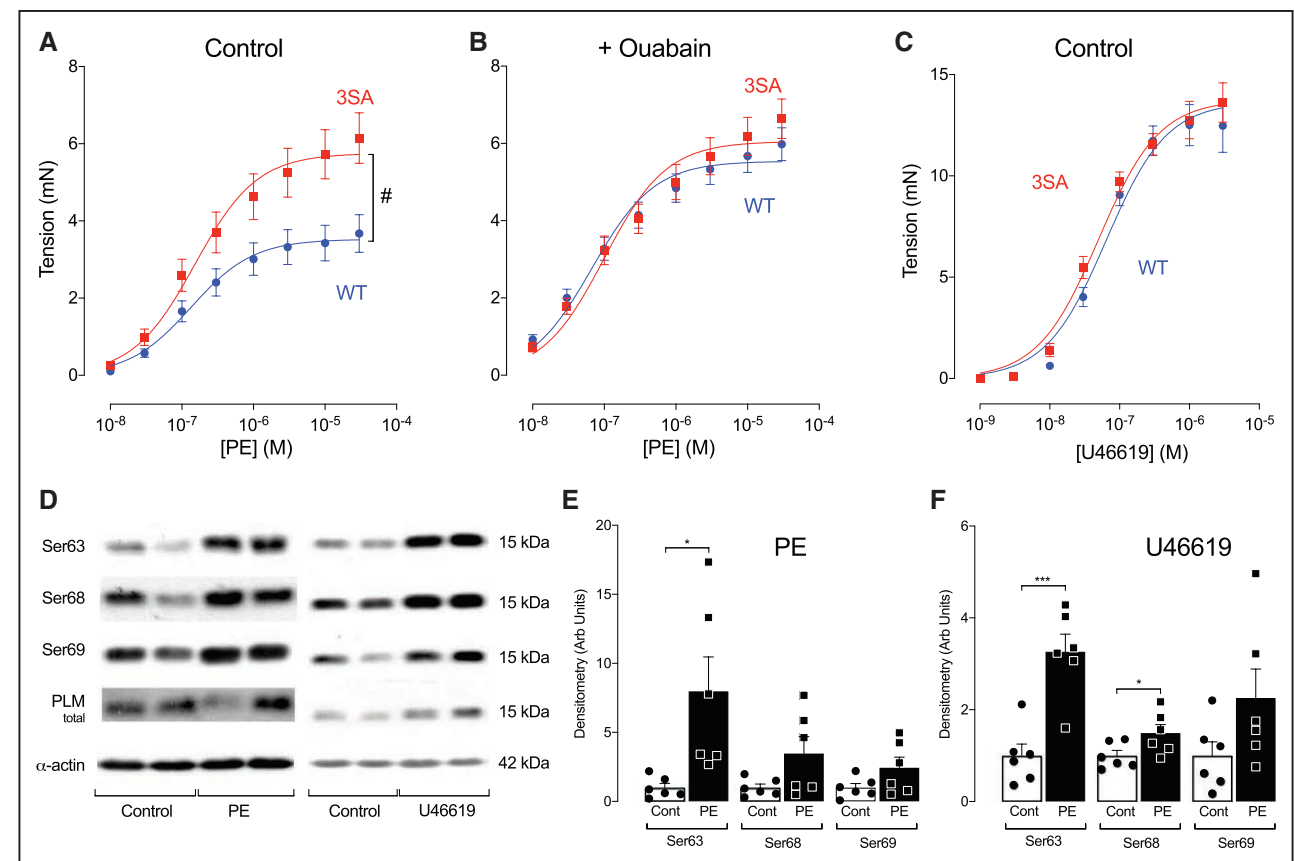 A
Control
8
6
4
2
0
Tension (mN)
3SA
#
WT
10-8
10-7
10-6
10-5
10-4
[PE] (M)
B
+ Ouabain
8
6
4
2
0
3SA
WT
10-8
10-7
10-6
10-5
10-4
[PE] (M)
C
Control
15
10
5
0
Tension (mN)
3SA
WT
10-9
10-8
10-7
10-6
10-5
[U46619] (M)
D
Ser63
15 kDa
Ser68
15 kDa
Ser69
15 kDa
PLM
total
15 kDa
α-actin
42 kDa
Control
PE
Control
U46619
E
PE
20
15
10
5
0
Densitometry (Arb Units)
*
Cont
PE
Cont
PE
Cont
PE
Ser63
Ser68
Ser69
F
U46619
6
4
2
0
Densitometry (Arb Units)
***
*
Cont
PE
Cont
PE
Cont
PE
Ser63
Ser68
Ser69